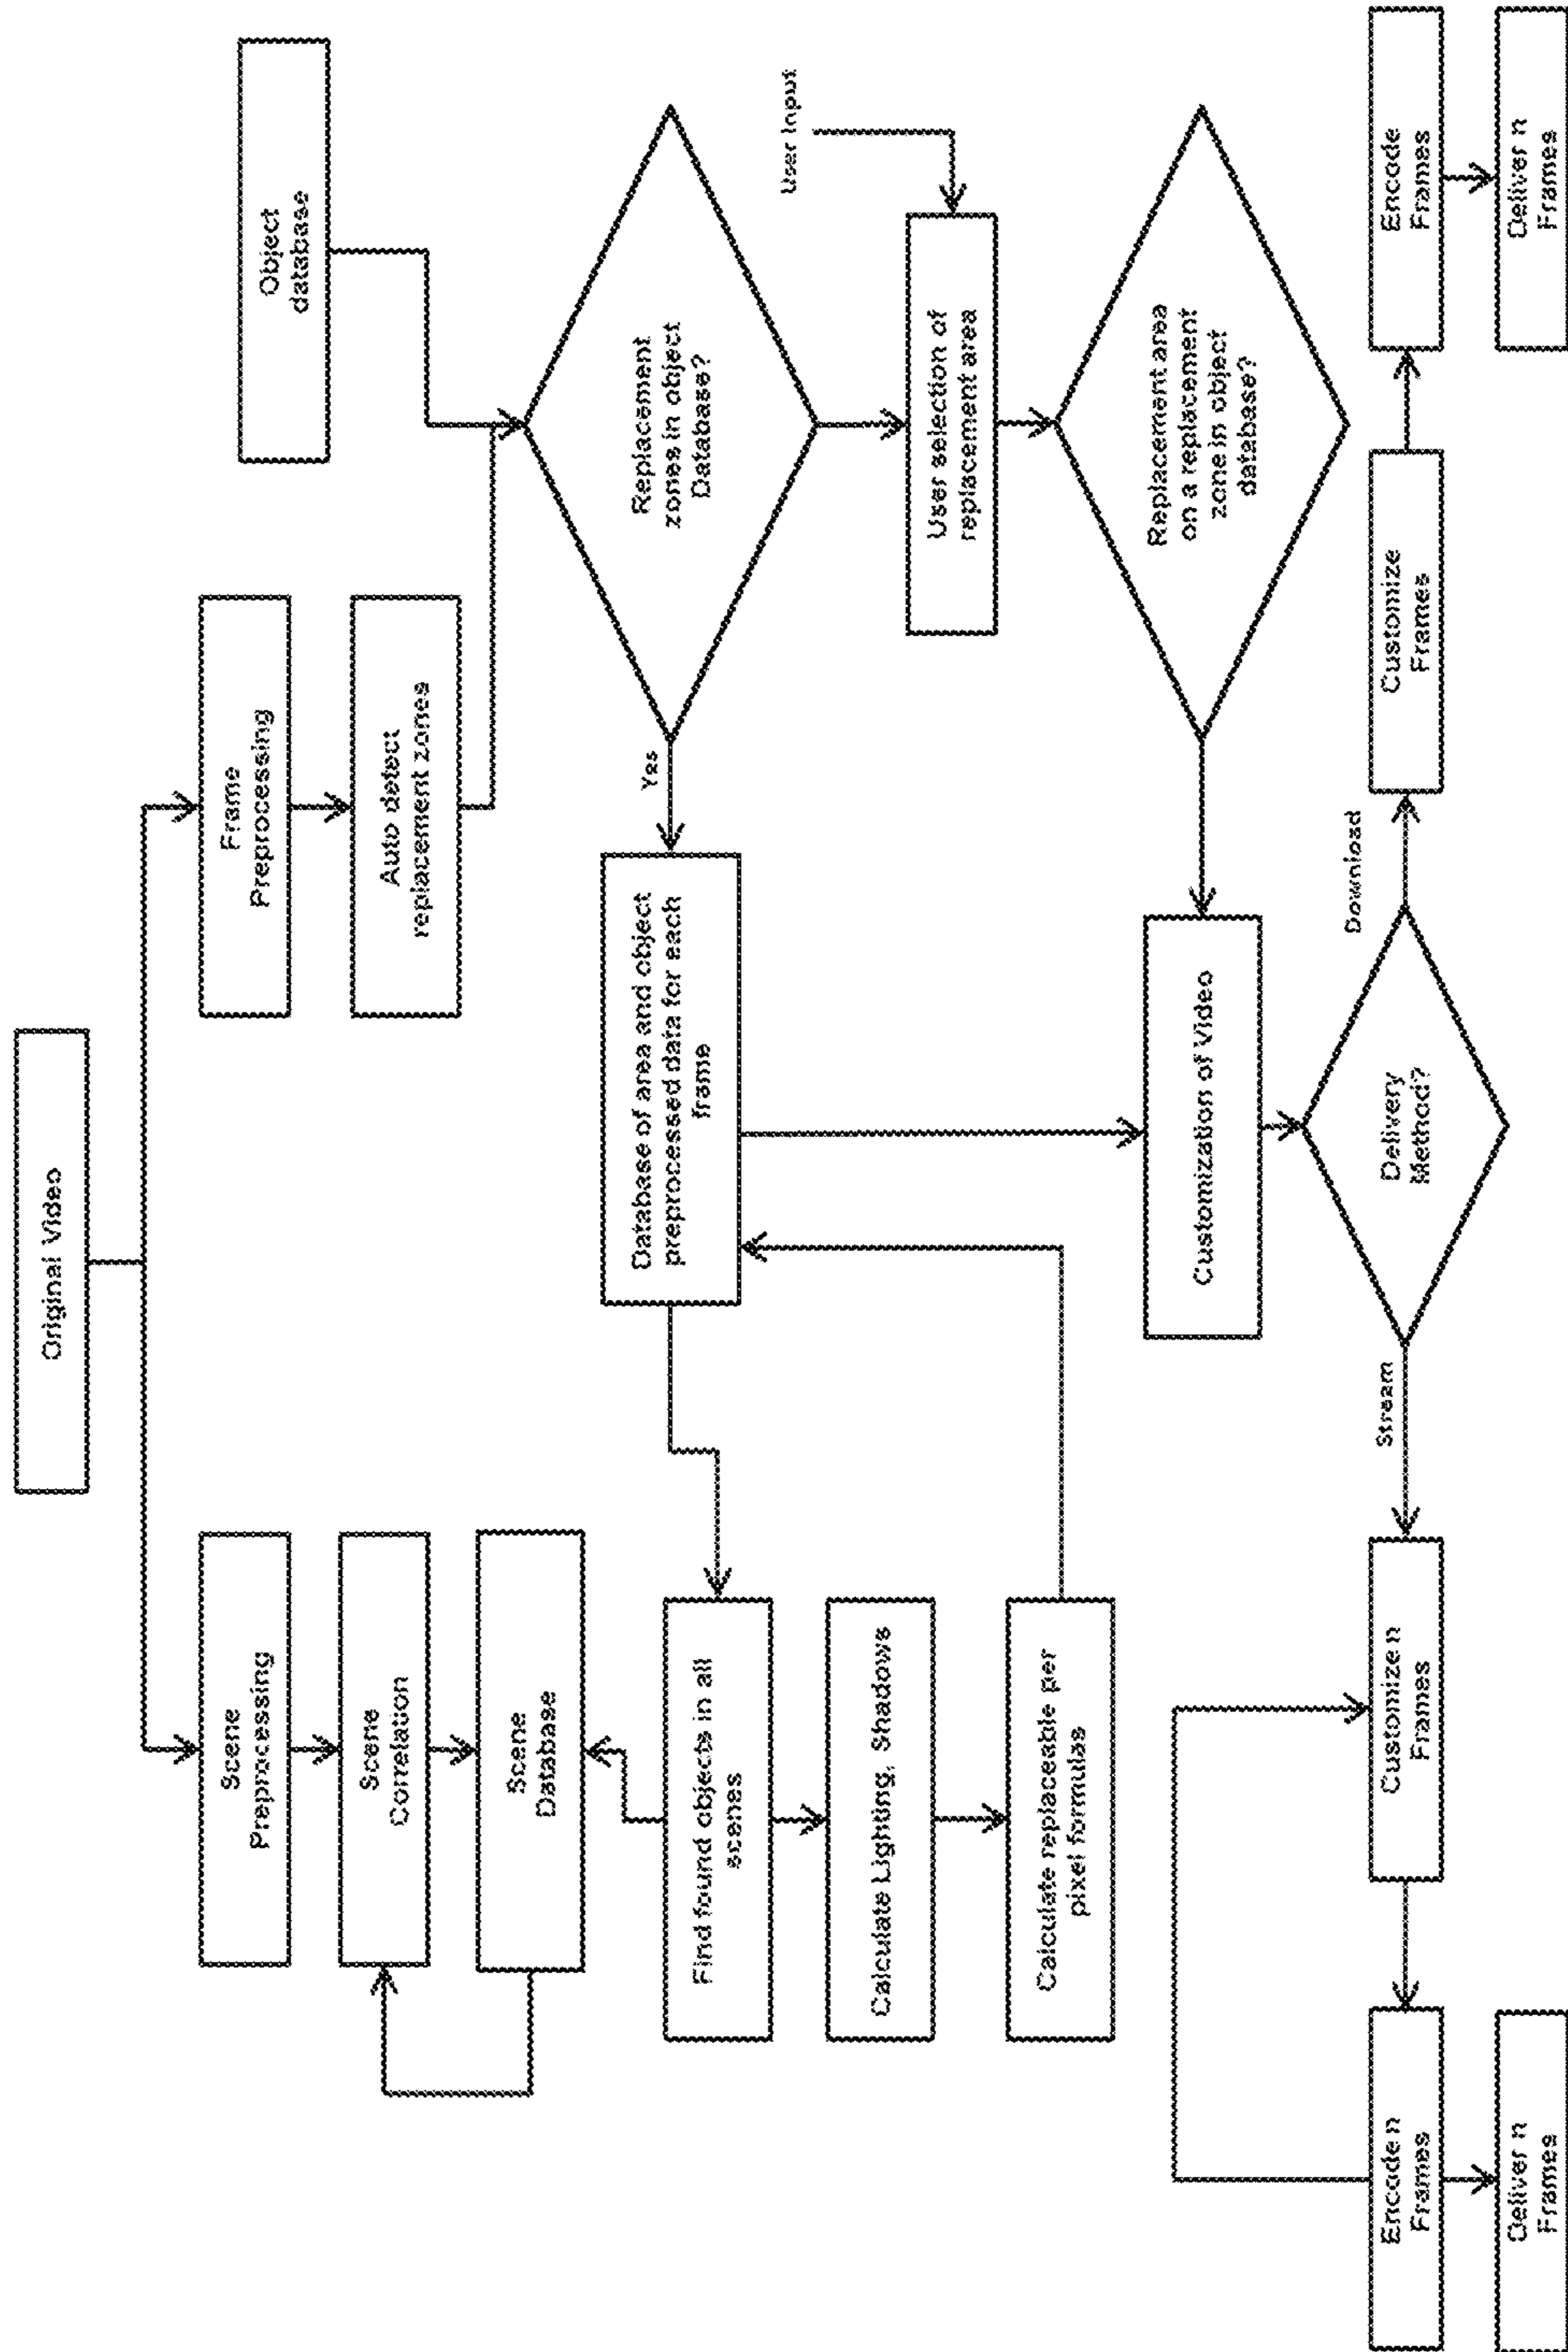 Original Video
Scene
Preprocessing
Frame
Preprocessing
Object
database
Scene
Correlation
Auto detect
replacement zones
Scene
Database
Find found objects in all
scenes
Database of area and object
preprocessed data for each
frame
Yes
Replacement
zones in object
Database?
User Input
Calculate Lighting, Shadows
User selection of
replacement area
Calculate replaceable per
pixel formulas
Customization of Video
Replacement area
on a replacement
zone in object
database?
Encode n
Frames
Customize n
Frames
Stream
Delivery
Method?
Download
Customize
Frames
Encode
Frames
Deliver n
Frames
Deliver n
Frames